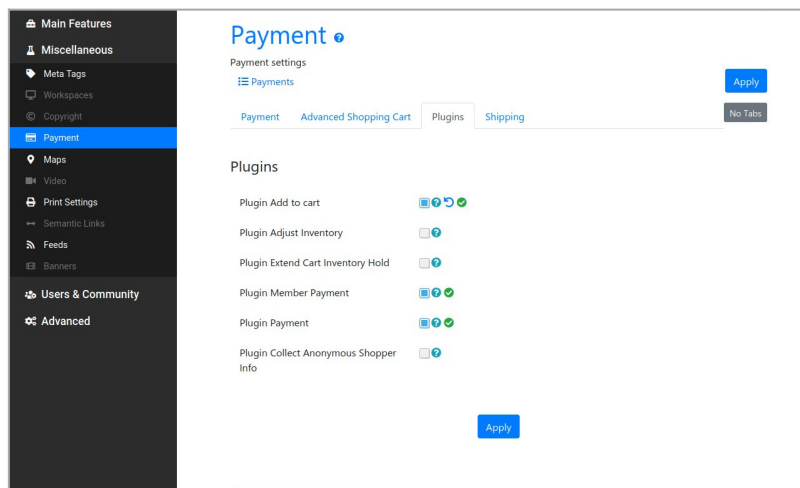 Main Features
Miscellaneous
Meta Tags
Workspaces
Copyright
Payment
Maps
Video
Print Settings
Semantic Links
Feeds
Banners
Users & Community
Advanced
Payment
Payment settings
Payments
Apply
Payment Advanced Shopping Cart Plugins Shipping
No Tabs
Plugins
Plugin Add to cart
Plugin Adjust Inventory
Plugin Extend Cart Inventory Hold
Plugin Member Payment
Plugin Payment
Plugin Collect Anonymous Shopper
Info
Apply